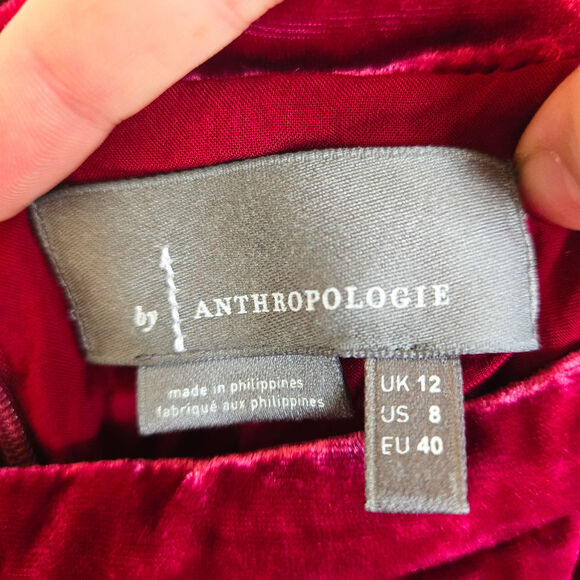 by ANTHROPOLOGIE
made in philippines
fabriqué aux philippines
UK 12
US 8
EU 40